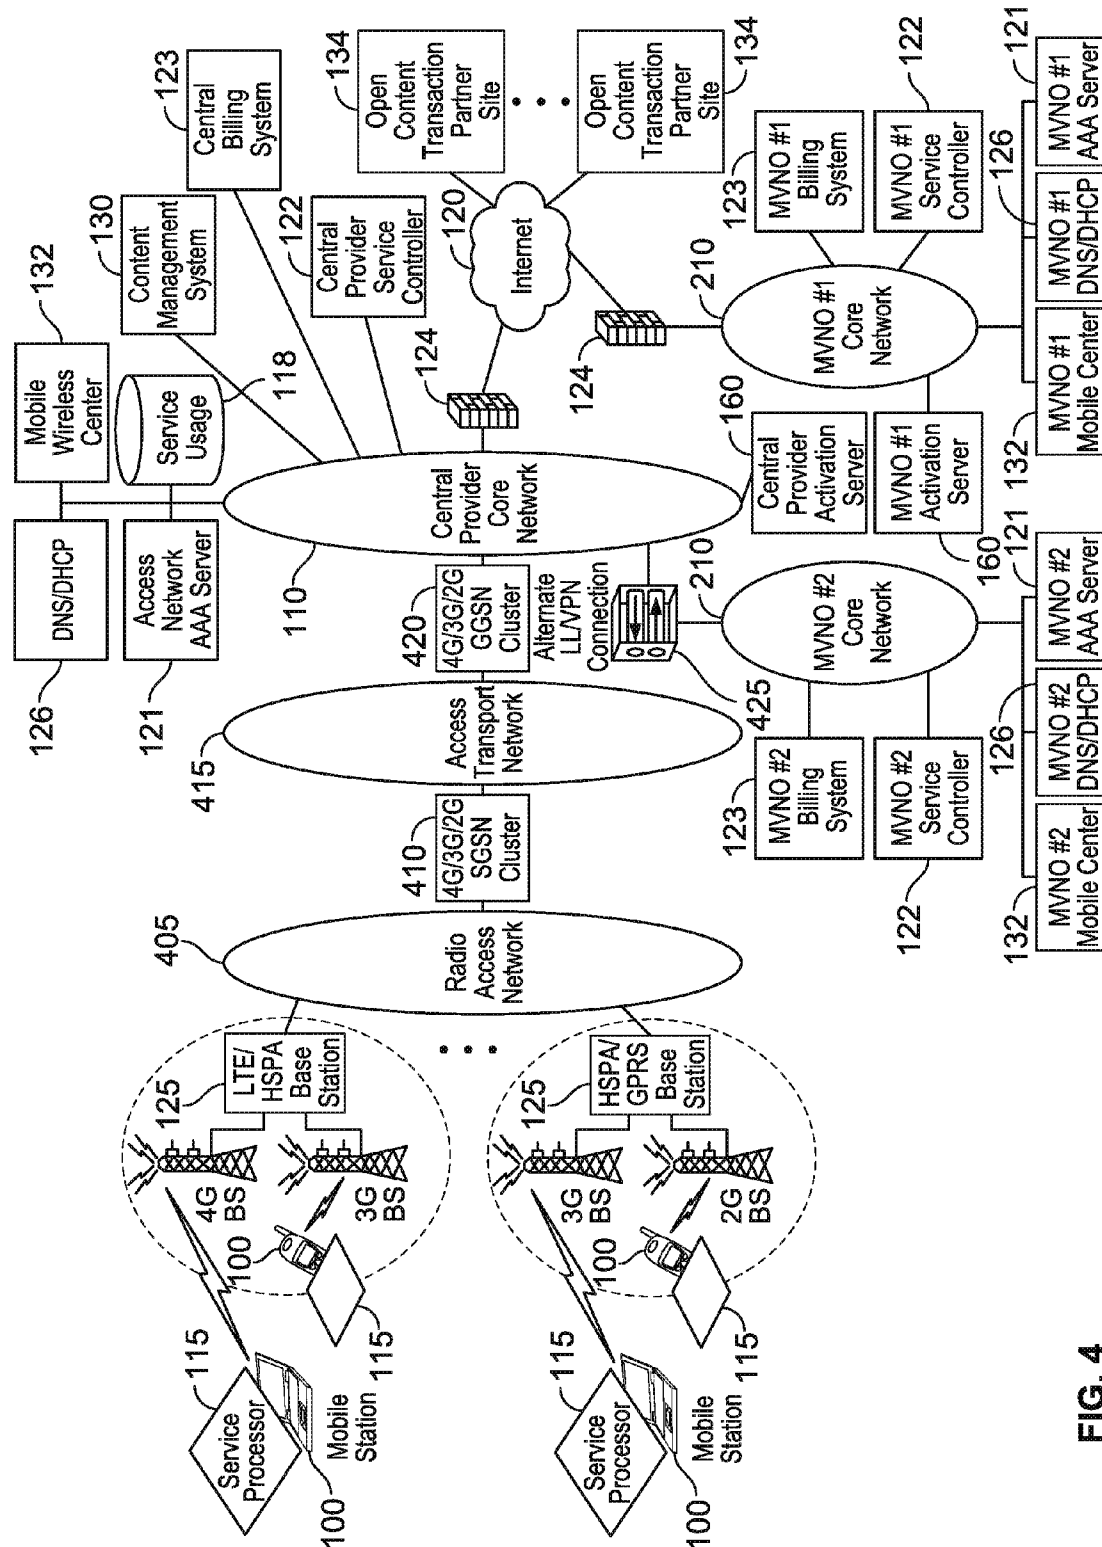 126
DNS/DHCP
Mobile
Wireless
Center
132
121
Access
Network
AAA Server
Service
Usage
118
Content
Management
System
130
Central
Billing
System
123
Central
Provider
Service
Controller
122
Open
Content
Transaction
Partner
Site
134
Open
Content
Transaction
Partner
Site
134
Internet
120
124
124
Service
Processor
115
Mobile
Station
100
100
115
4G
BS
3G
BS
125
LTE/
HSPA
Base
Station
405
Radio
Access
Network
410
4G/3G/2G
SGSN
Cluster
415
Access
Transport
Network
420
4G/3G/2G
GGSN
Cluster
110
Central
Provider
Core
Network
Alternate
LL/VPN
Connection
425
160
Central
Provider
Activation
Server
Service
Processor
115
Mobile
Station
100
100
115
3G
BS
2G
BS
125
HSPA/
GPRS
Base
Station
210
MVNO #2
Core
Network
123
MVNO #2
Billing
System
122
MVNO #2
Service
Controller
132
MVNO #2
Mobile Center
126
MVNO #2
DNS/DHCP
121
MVNO #2
AAA Server
210
MVNO #1
Core
Network
160
MVNO #1
Activation
Server
123
MVNO #1
Billing
System
122
MVNO #1
Service
Controller
132
MVNO #1
Mobile Center
126
MVNO #1
DNS/DHCP
121
MVNO #1
AAA Server
FIG. 4